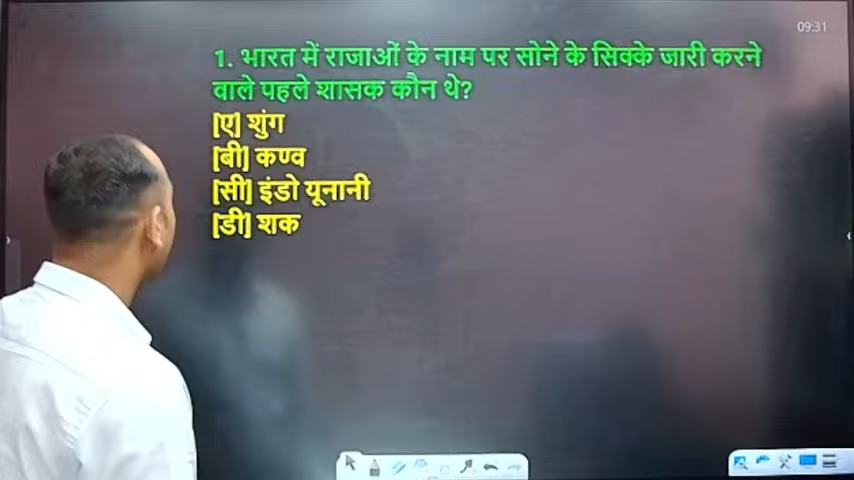 09:31
1. भारत में राजाओं के नाम पर सोने के सिक्के जारी करने
वाले पहले शासक कौन थे?
[ए] शुंग
[बी] कण्व
[सी] इंडो यूनानी
[डी] शक